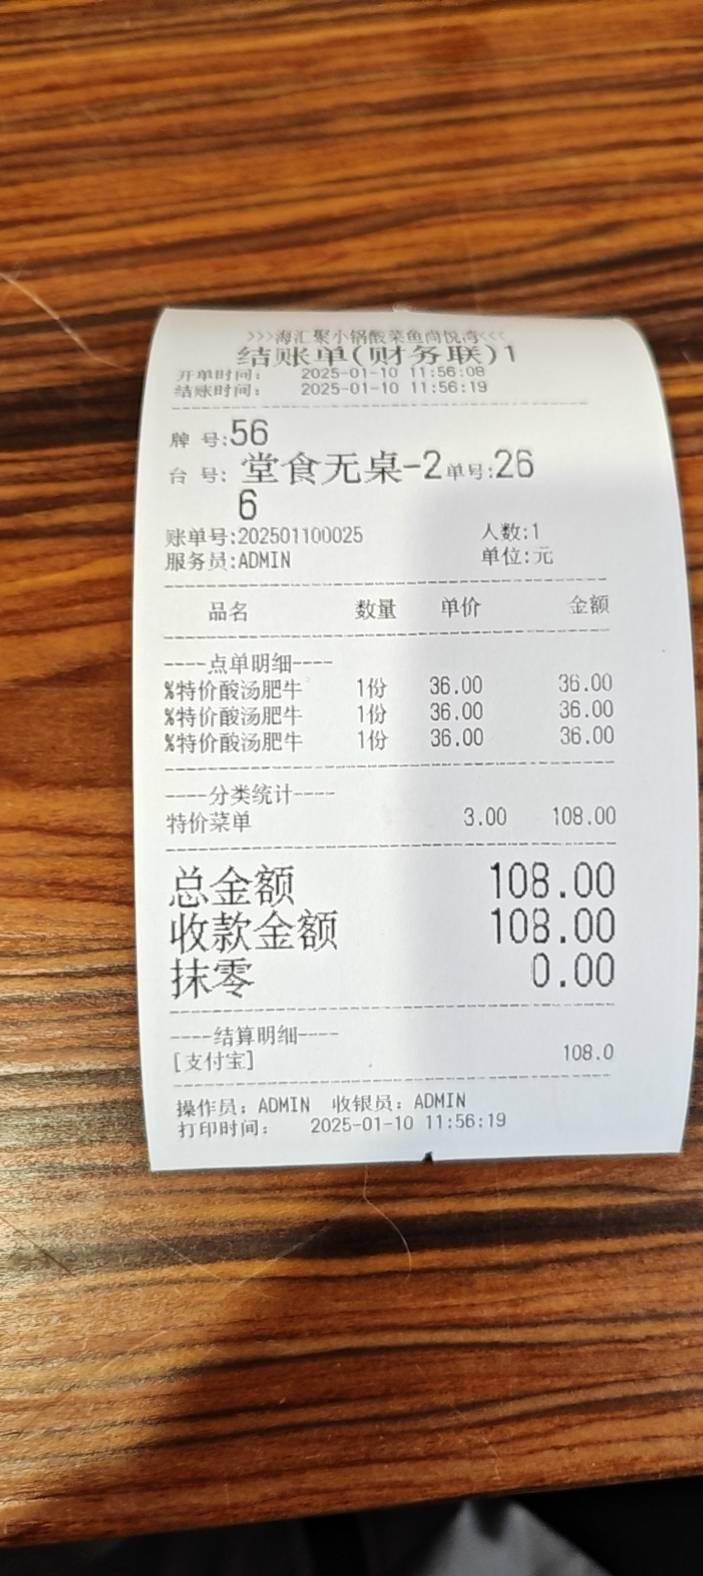 >>>海汇聚小锅酸菜鱼尚悦湾<<<
结账单(财务联)1
开单时间: 2025-01-10 11:56:08
结账时间: 2025-01-10 11:56:19
牌 号:56
台 号: 堂食无桌-2 单号:26
6
账单号:202501100025 人数:1
服务员:ADMIN 单位:元
品名 数量 单价 金额
----点单明细----
%特价酸汤肥牛 1份 36.00 36.00
%特价酸汤肥牛 1份 36.00 36.00
%特价酸汤肥牛 1份 36.00 36.00
----分类统计----
特价菜单 3.00 108.00
总金额 108.00
收款金额 108.00
抹零 0.00
----结算明细----
[支付宝] 108.0
操作员: ADMIN 收银员: ADMIN
打印时间: 2025-01-10 11:56:19